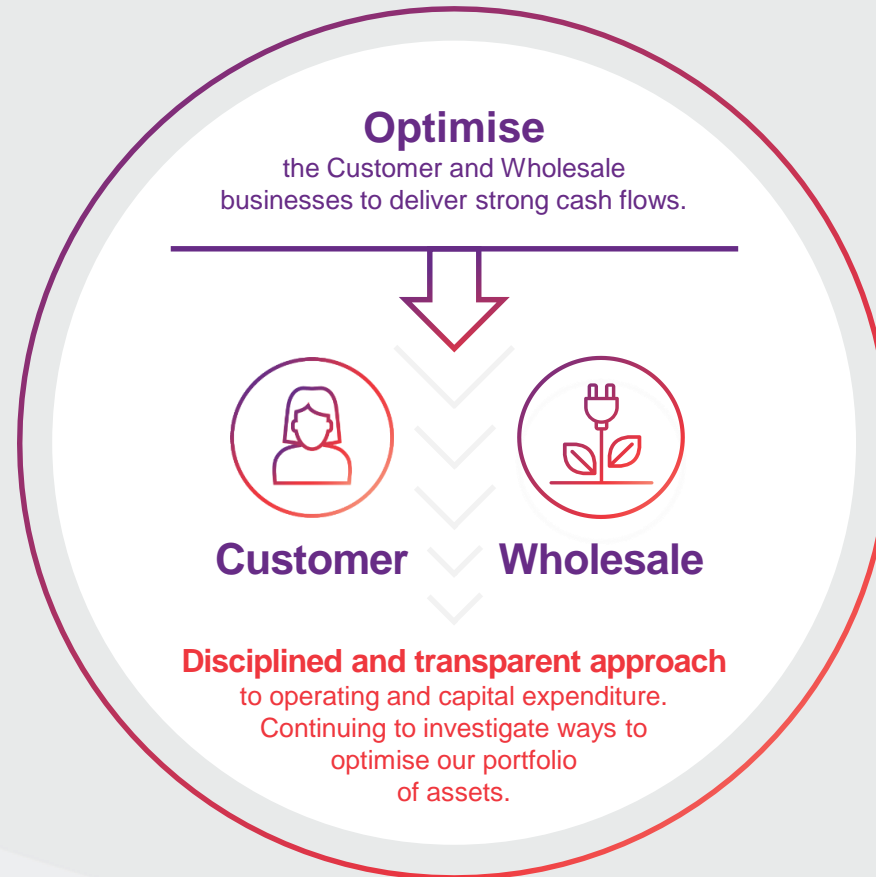 Optimise
the Customer and Wholesale
businesses to deliver strong cash flows.
Customer
Wholesale
Disciplined and transparent approach
to operating and capital expenditure.
Continuing to investigate ways to
optimise our portfolio
of assets.